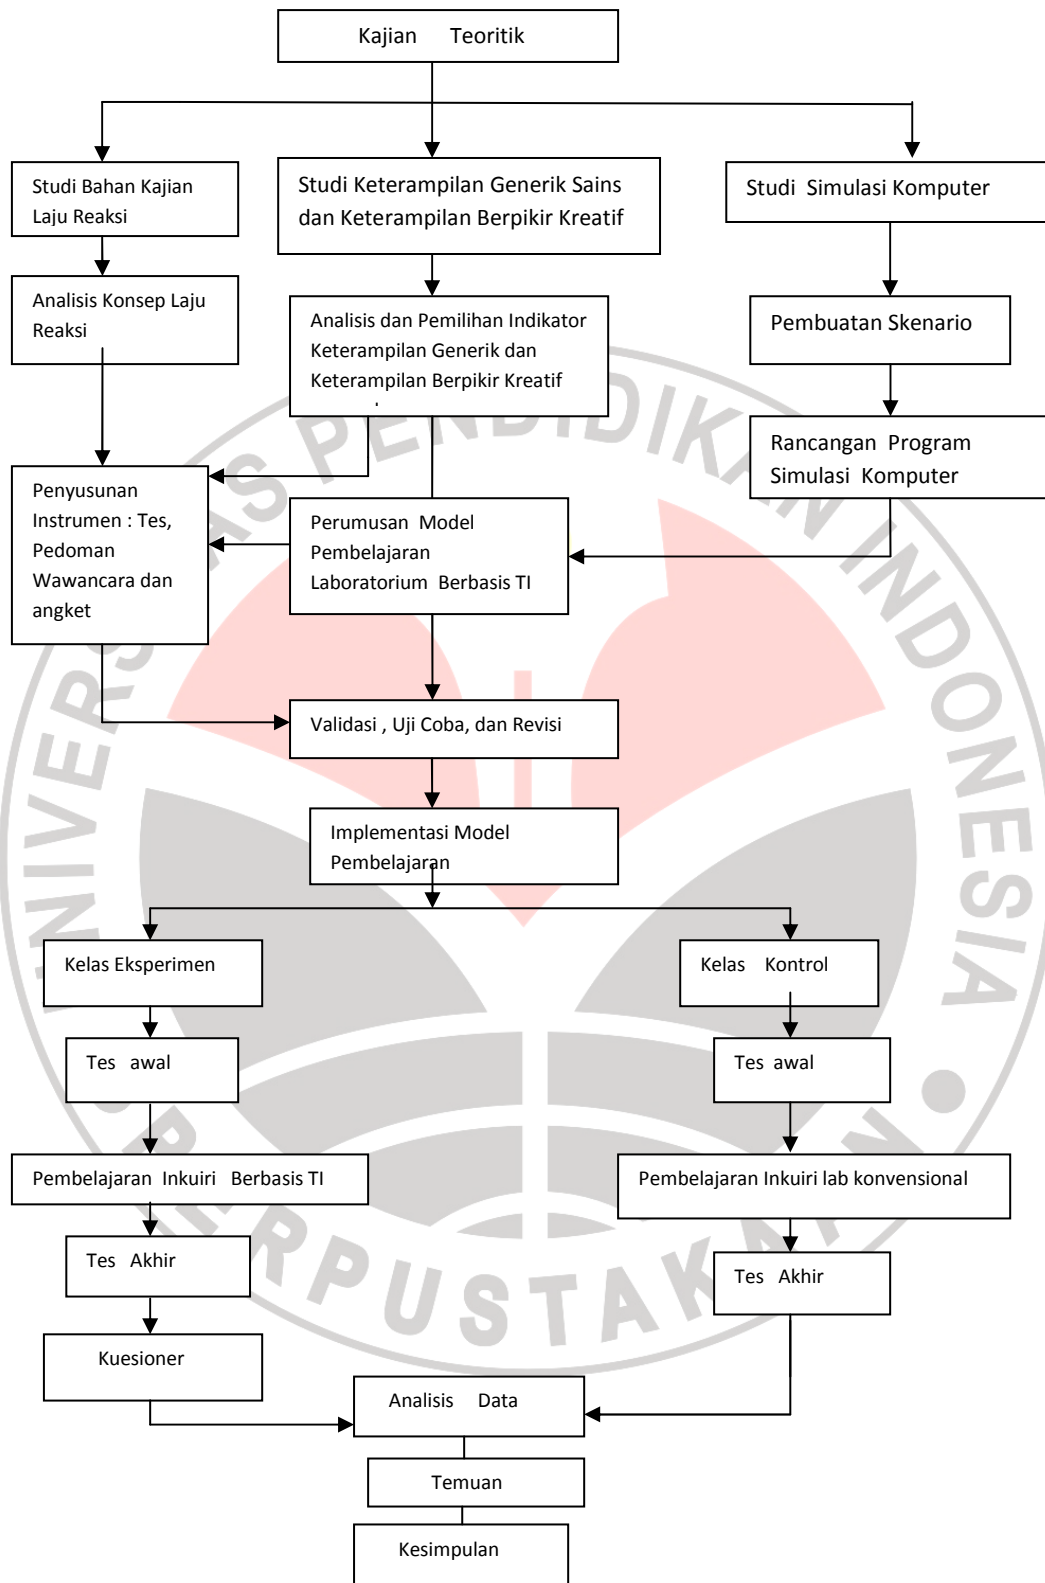 Kajian Teoritik
Studi Bahan Kajian
Laju Reaksi
Studi Keterampilan Generik Sains
dan Keterampilan Berpikir Kreatif
Studi Simulasi Komputer
Analisis Konsep Laju
Reaksi
Analisis dan Pemilihan Indikator
Keterampilan Generik dan
Keterampilan Berpikir Kreatif
Pembuatan Skenario
Rancangan Program
Simulasi Komputer
Penyusunan
Instrumen : Tes,
Pedoman
Wawancara dan
angket
Perumusan Model
Pembelajaran
Laboratorium Berbasis TI
Validasi , Uji Coba, dan Revisi
Implementasi Model
Pembelajaran
Kelas Eksperimen
Kelas Kontrol
Tes awal
Tes awal
Pembelajaran Inkuiri Berbasis TI
Pembelajaran Inkuiri lab konvensional
Tes Akhir
Tes Akhir
Kuesioner
Analisis Data
Temuan
Kesimpulan
UNIVERSITAS PENDIDIKAN INDONESIA
PERPUSTAKAAN